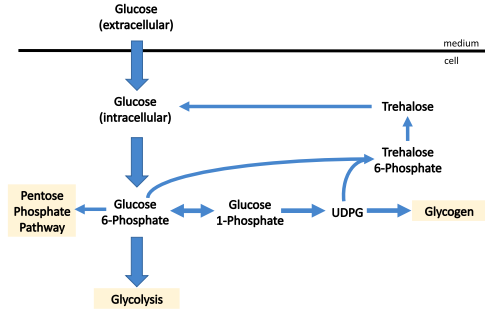 Glucose
(extracellular)
medium
cell
Glucose
(intracellular)
Trehalose
Trehalose
6-Phosphate
Pentose
Phosphate
Pathway
Glucose
6-Phosphate
Glucose
1-Phosphate
UDPG
Glycogen
Glycolysis